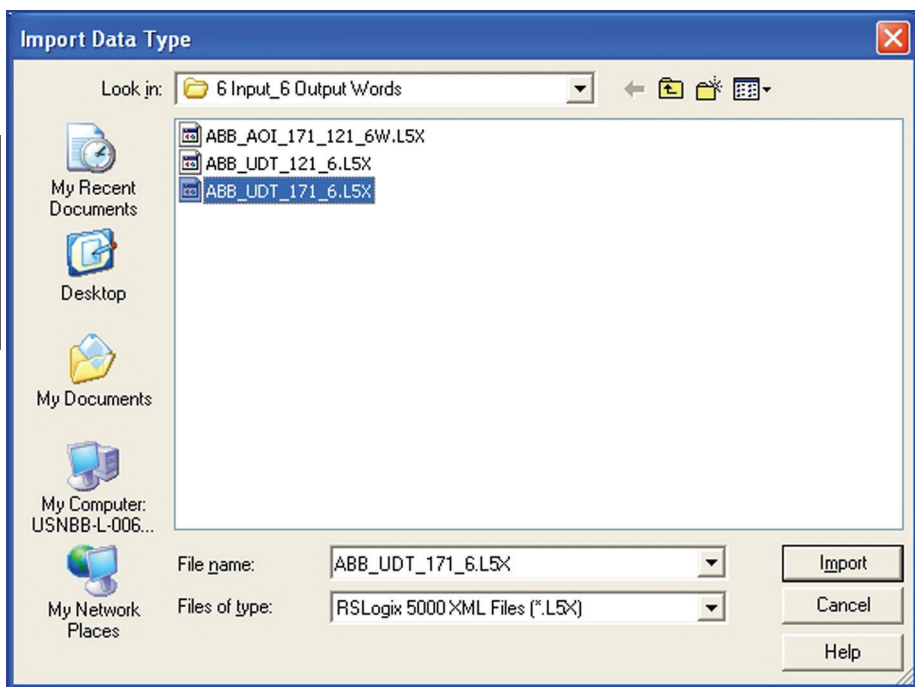 Import Data Type
Look in: 6 Input_6 Output Words
ABB_AOI_171_121_6W.L5X
ABB_UDT_121_6.L5X
ABB_UDT_171_6.L5X
My Recent
Documents
Desktop
My Documents
My Computer:
USNBB-L-006...
My Network
Places
File name: ABB_UDT_171_6.L5X Import
Files of type: RSLogix 5000 XML Files (*.L5X) Cancel
Help